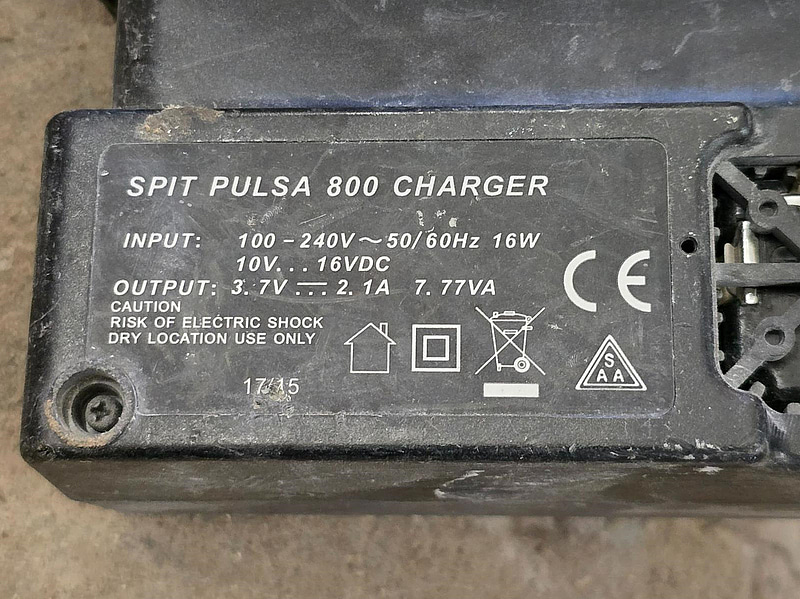 SPIT PULSA 800 CHARGER
INPUT: 100 – 240V ~ 50/60Hz 16W
10V...16VDC
OUTPUT: 3.7V ⎓ 2.1A 7.77VA
CAUTION
RISK OF ELECTRIC SHOCK
DRY LOCATION USE ONLY
CE
S
AA
17/15